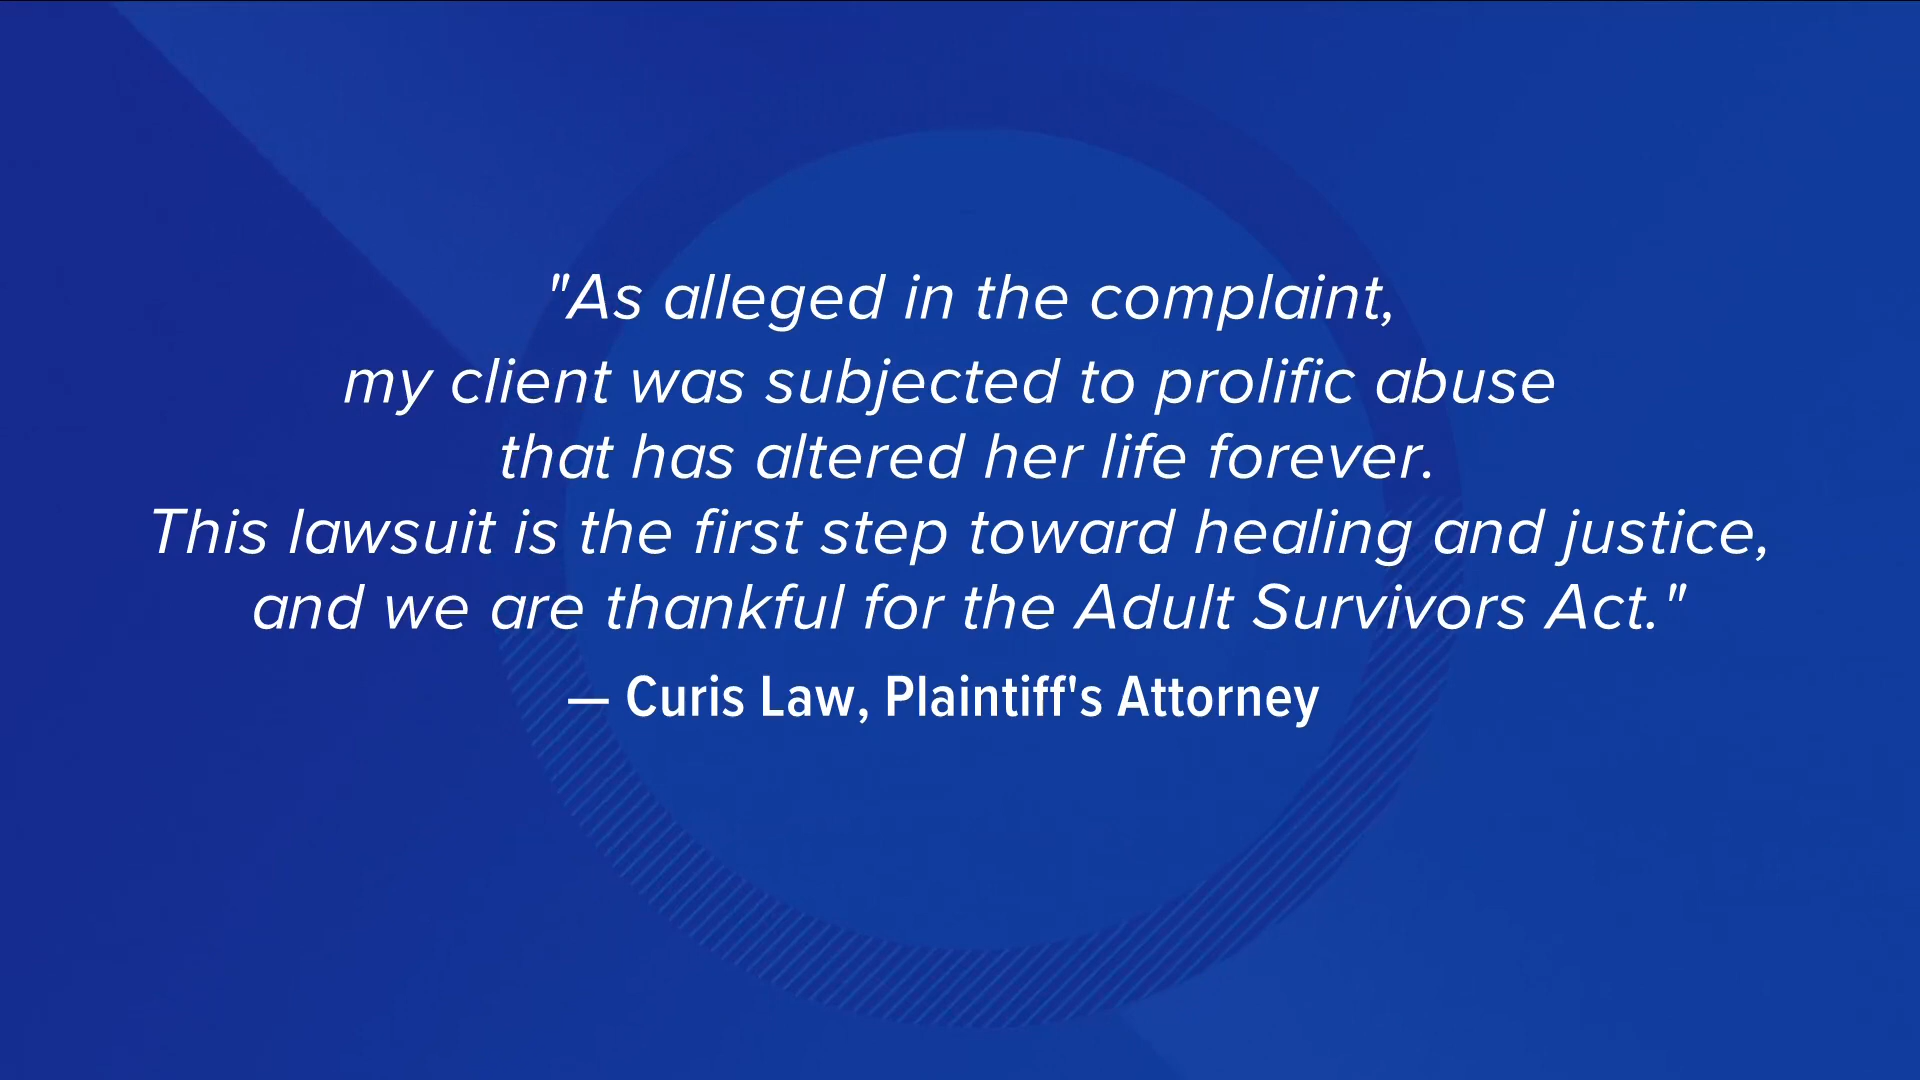 "As alleged in the complaint,
my client was subjected to prolific abuse
that has altered her life forever.
This lawsuit is the first step toward healing and justice,
and we are thankful for the Adult Survivors Act."
— Curis Law, Plaintiff's Attorney